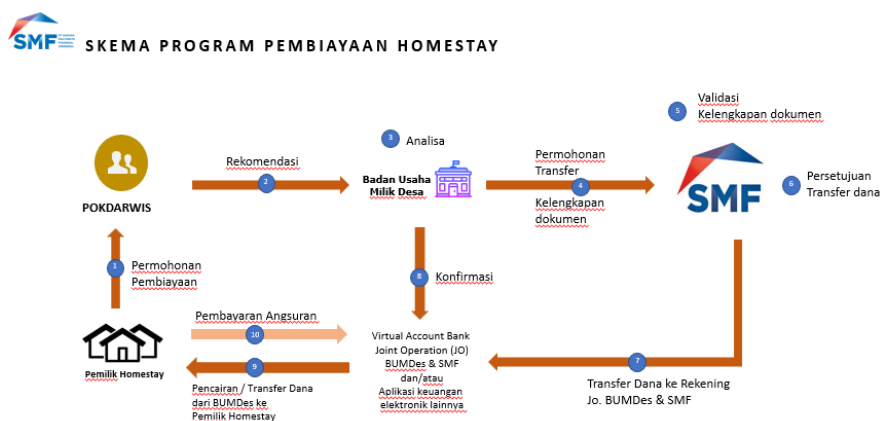 SMF
SKEMA PROGRAM PEMBIAYAAN HOMESTAY
5
Validasi
Kelengkapan dokumen
3
Analisa
Rekomendasi
2
Badan Usaha
Milik Desa
Permohonan
Transfer
4
Kelengkapan
dokumen
SMF
6
Persetujuan
Transfer dana
POKDARWIS
1
Permohonan
Pembiayaan
8
Konfirmasi
Pembayaran Angsuran
10
Pemilik Homestay
9
Pencairan / Transfer Dana
dari BUMDes ke
Pemilik Homestay
Virtual Account Bank
Joint Operation (JO)
BUMDes & SMF
dan/atau
Aplikasi keuangan
elektronik lainnya
7
Transfer Dana ke Rekening
Jo. BUMDes & SMF